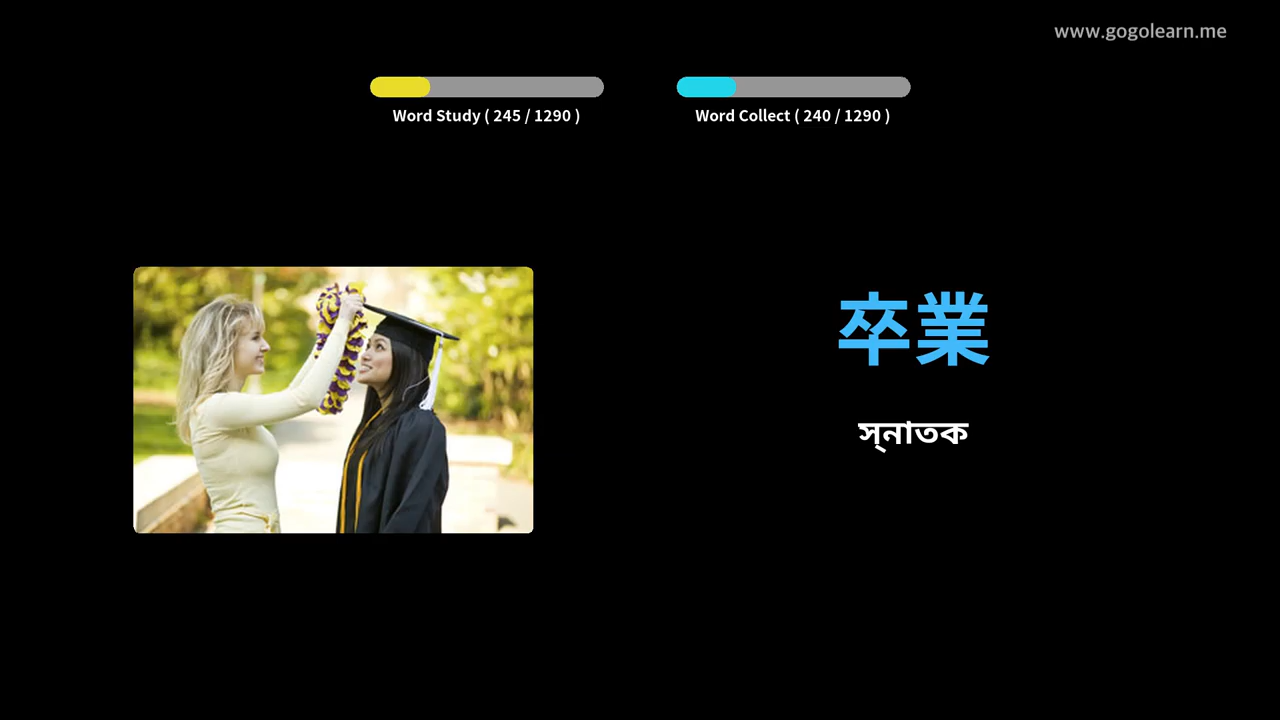 www.gogolearn.me
Word Study ( 245 / 1290 )
Word Collect ( 240 / 1290 )
卒業
স্নাতক